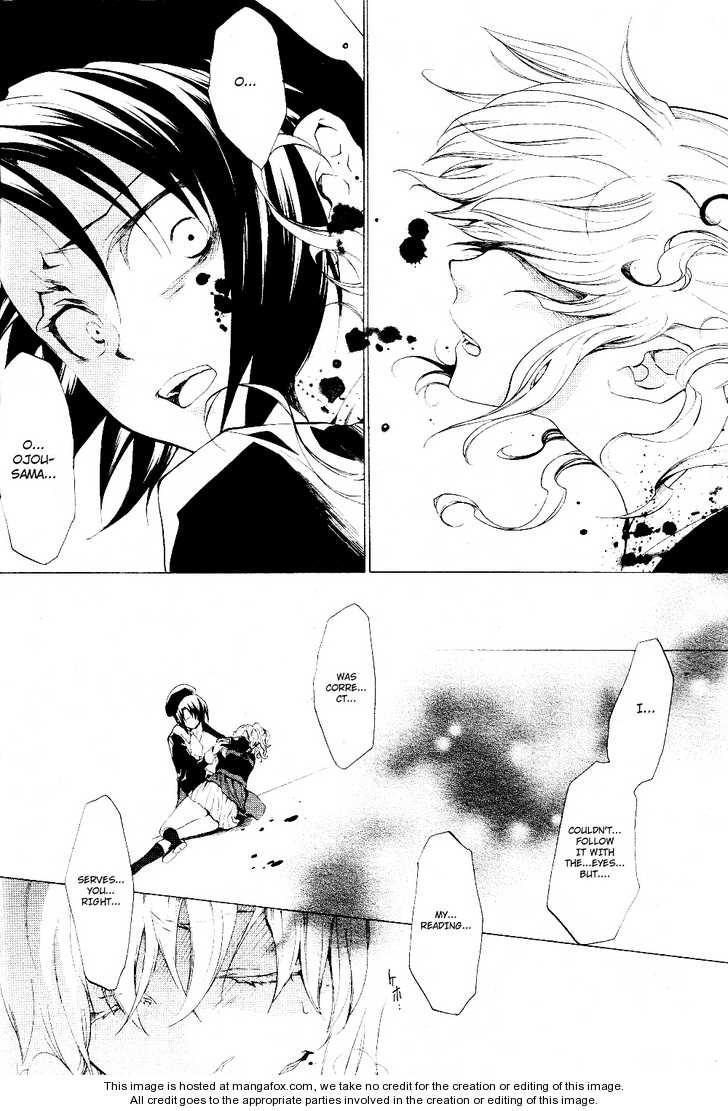 O...
O...
OJOU-
SAMA...
I...
COULDN'T...
FOLLOW
IT WITH
THE...EYES...
BUT....
MY...
READING...
WAS
CORRE...
CT...
SERVES...
YOU...
RIGHT...
ケホ…
This image is hosted at mangafox.com, we take no credit for the creation or editing of this image.
All credit goes to the appropriate parties involved in the creation or editing of this image.